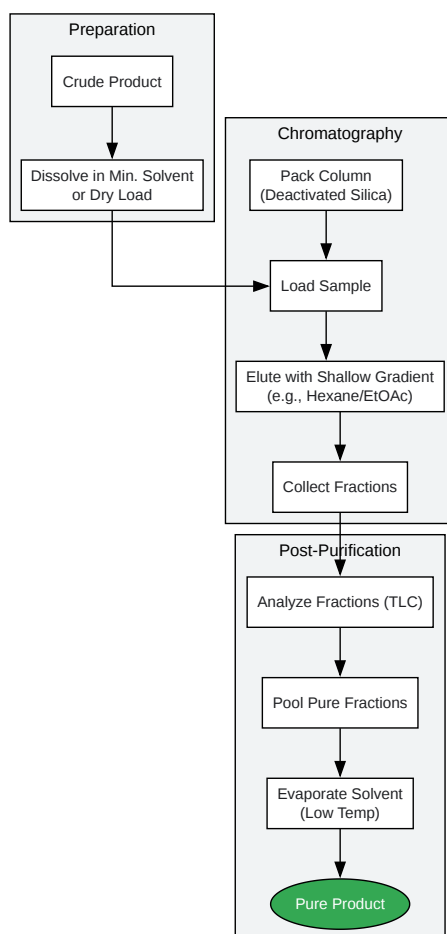 Preparation
Crude Product
Dissolve in Min. Solvent
or Dry Load
Chromatography
Pack Column
(Deactivated Silica)
Load Sample
Elute with Shallow Gradient
(e.g., Hexane/EtOAc)
Collect Fractions
Post-Purification
Analyze Fractions (TLC)
Pool Pure Fractions
Evaporate Solvent
(Low Temp)
Pure Product